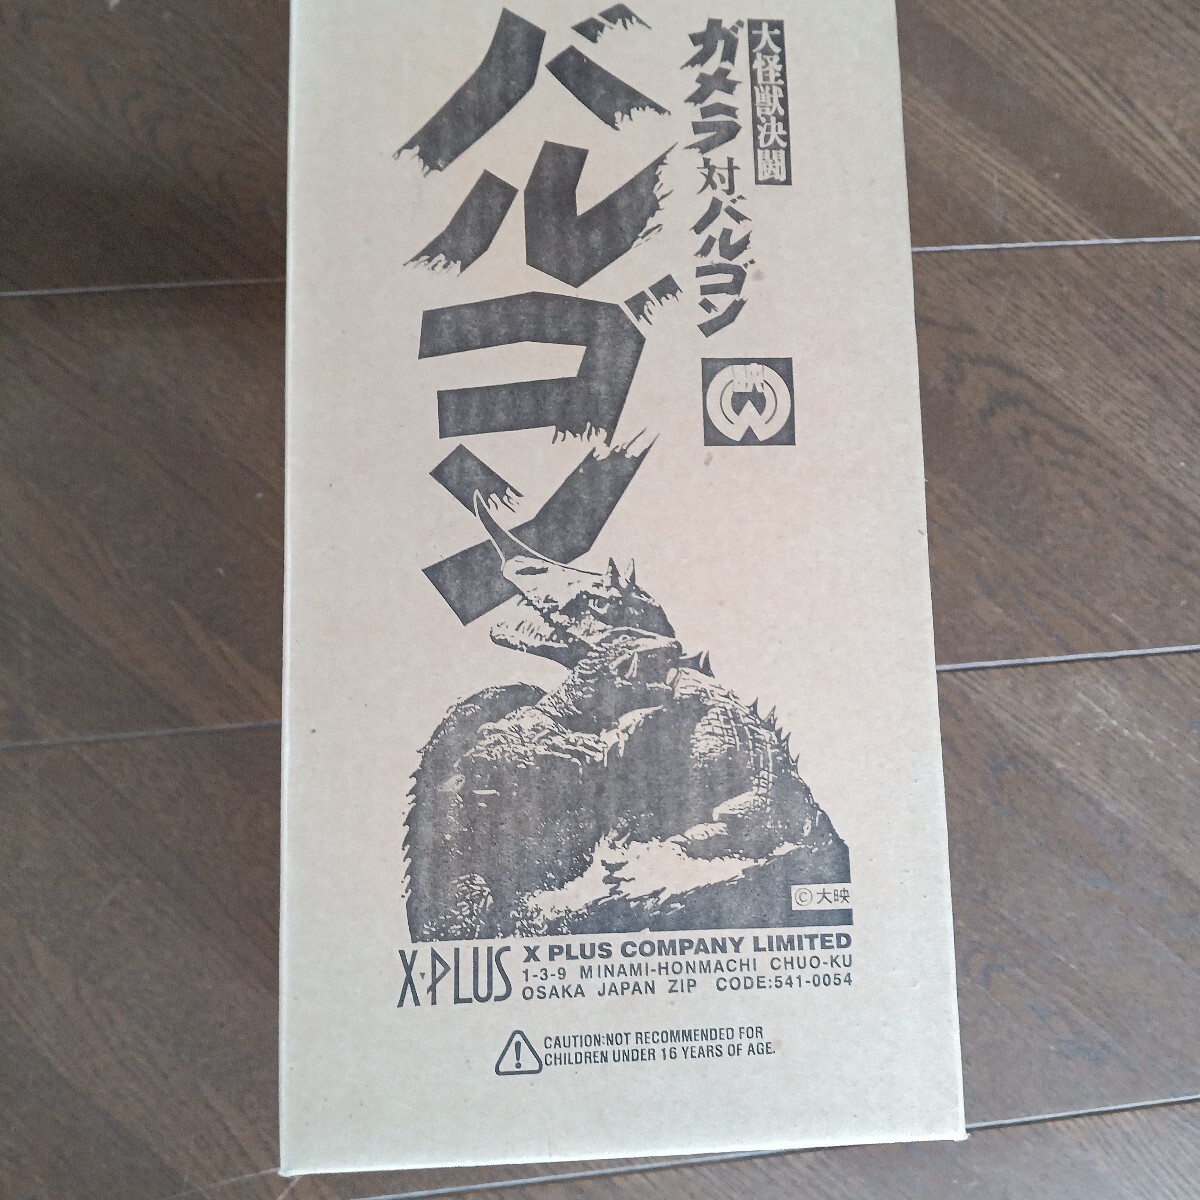 大怪獣決闘
ガメラ対バルゴン
バルゴン
映
©大映
X-PLUS
X PLUS COMPANY LIMITED
1-3-9 MINAMI-HONMACHI CHUO-KU
OSAKA JAPAN ZIP CODE:541-0054
CAUTION:NOT RECOMMENDED FOR
CHILDREN UNDER 16 YEARS OF AGE.